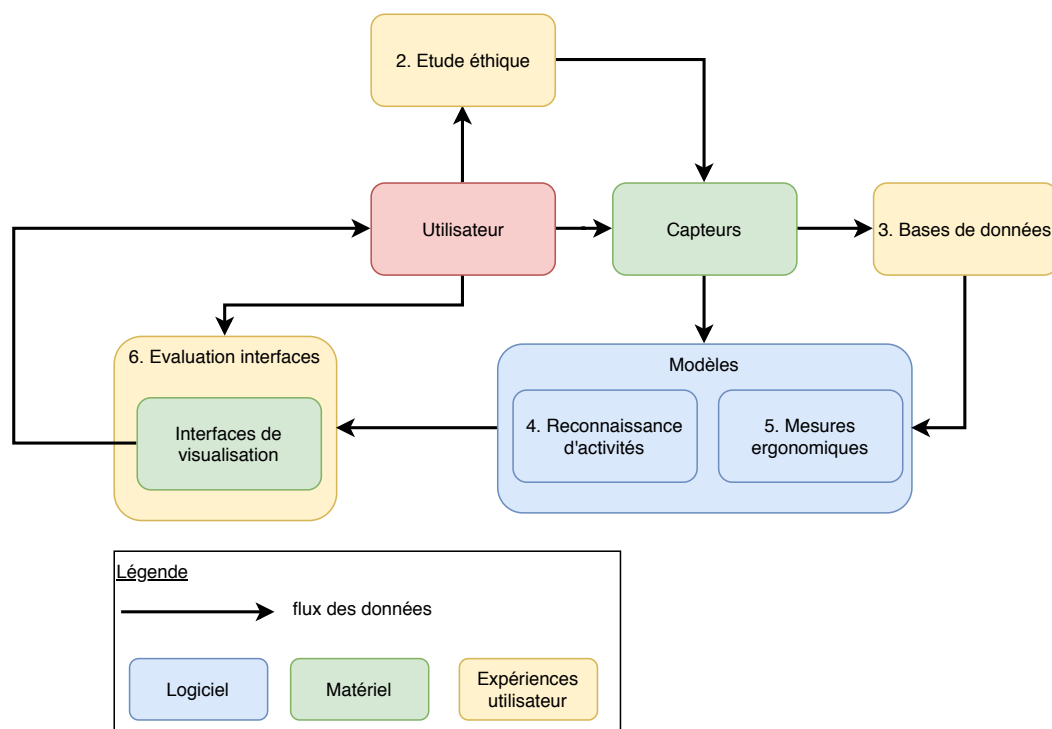 2. Etude éthique
Utilisateur
Capteurs
3. Bases de données
6. Evaluation interfaces
Interfaces de
visualisation
Modèles
4. Reconnaissance
d'activités
5. Mesures
ergonomiques
Légende
flux des données
Logiciel
Matériel
Expériences
utilisateur